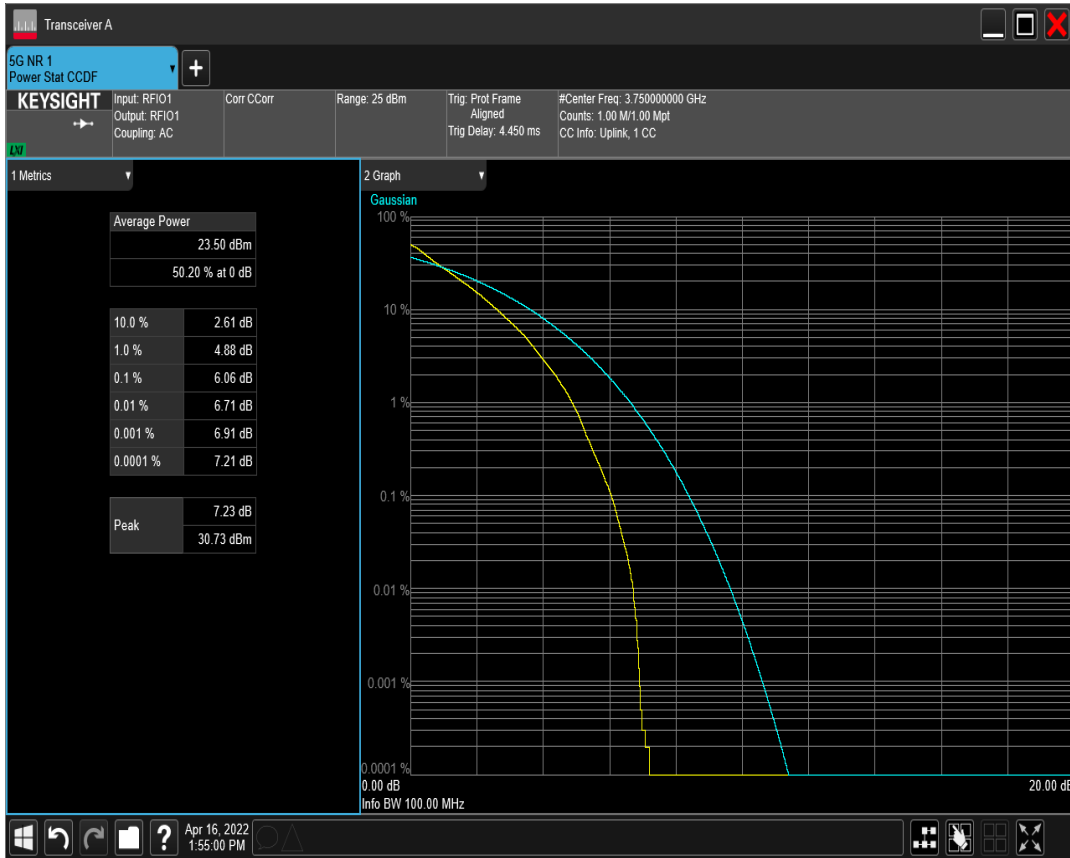 Transceiver A
5G NR 1
Power Stat CCDF
+
KEYSIGHT
LXI
Input: RFIO1
Output: RFIO1
Coupling: AC
Corr CCorr
Range: 25 dBm
Trig: Prot Frame
Aligned
Trig Delay: 4.450 ms
#Center Freq: 3.750000000 GHz
Counts: 1.00 M/1.00 Mpt
CC Info: Uplink, 1 CC
1 Metrics
Average Power
23.50 dBm
50.20 % at 0 dB
10.0 % 2.61 dB
1.0 % 4.88 dB
0.1 % 6.06 dB
0.01 % 6.71 dB
0.001 % 6.91 dB
0.0001 % 7.21 dB
Peak
7.23 dB
30.73 dBm
2 Graph
Gaussian
100 %
10 %
1 %
0.1 %
0.01 %
0.001 %
0.0001 %
0.00 dB 20.00 dB
Info BW 100.00 MHz
?
Apr 16, 2022
1:55:00 PM